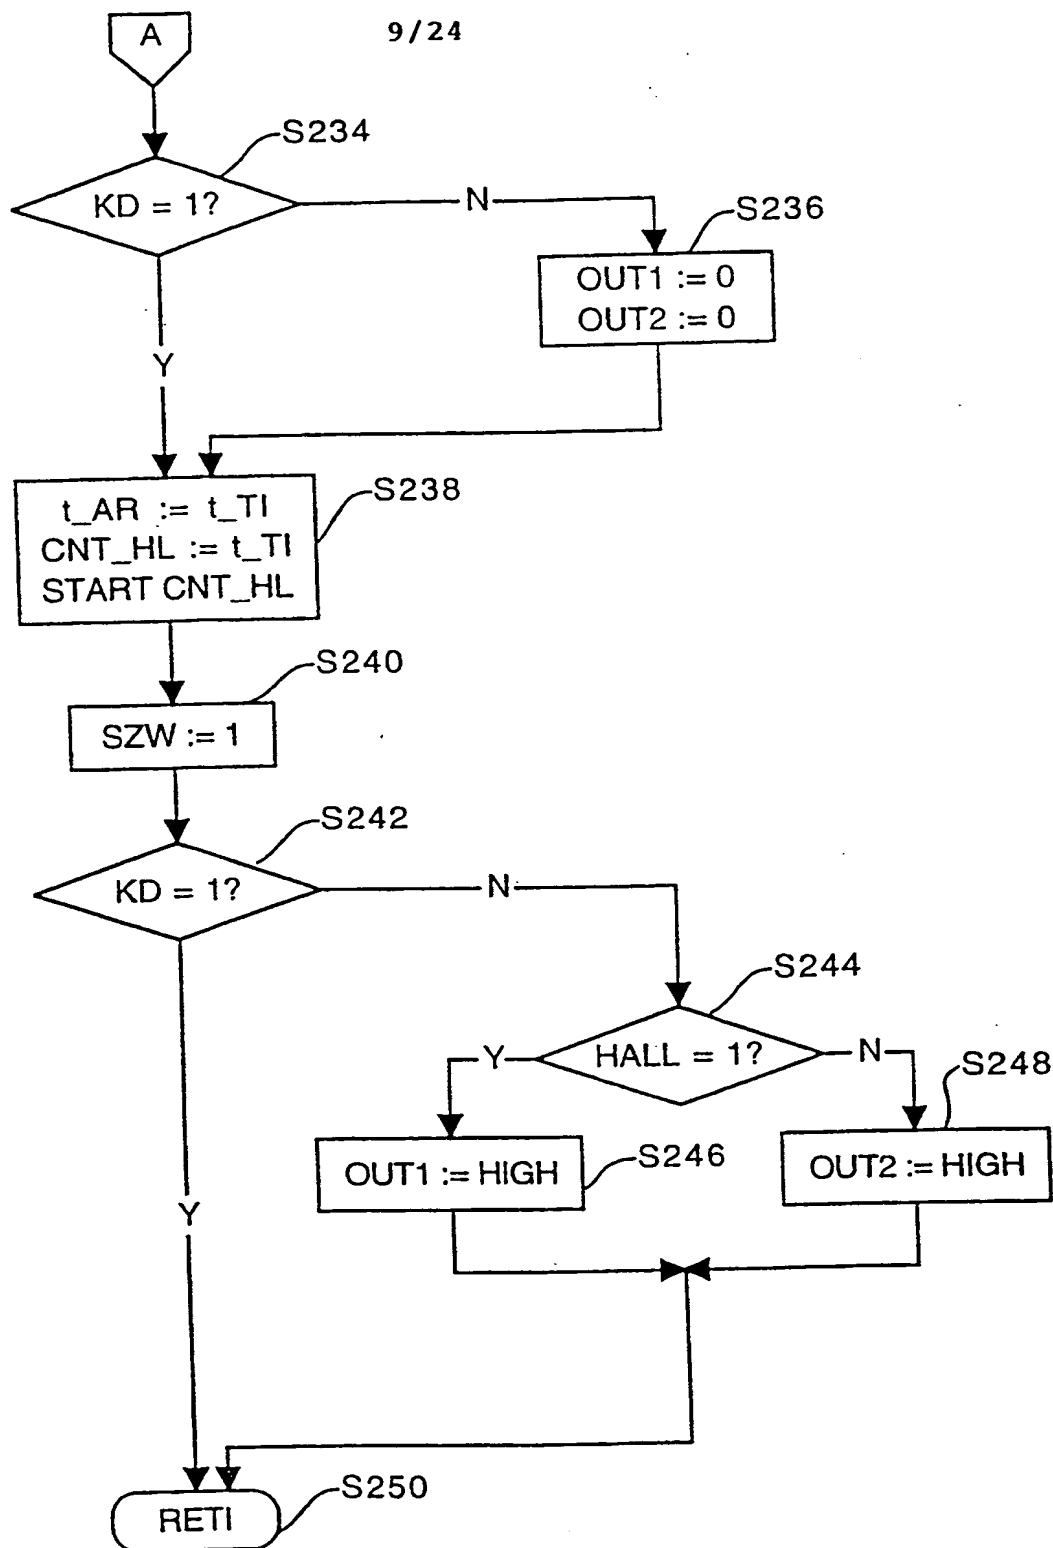 A
9/24
S234
KD = 1?
N
S236
OUT1 := 0
OUT2 := 0
Y
S238
t_AR := t_TI
CNT_HL := t_TI
START CNT_HL
S240
SZW := 1
S242
KD = 1?
N
S244
HALL = 1?
Y
N
S248
OUT1 := HIGH
S246
OUT2 := HIGH
Y
S250
RETI